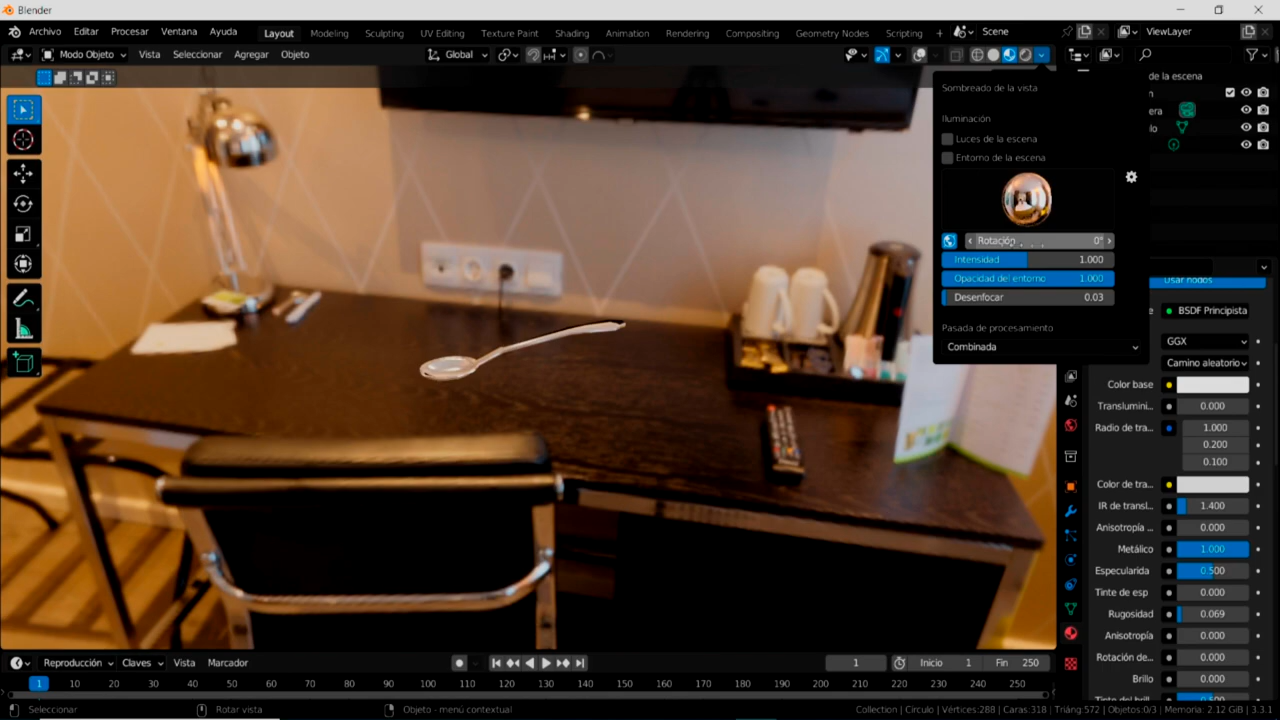 Blender
Archivo Editar Procesar Ventana Ayuda Layout Modeling Sculpting UV Editing Texture Paint Shading Animation Rendering Compositing Geometry Nodes Scripting + Scene ViewLayer
Modo Objeto Vista Seleccionar Agregar Objeto Global
Sombreado de la vista
Iluminación
Luces de la escena
Entorno de la escena
Rotación 0°
Intensidad 1.000
Opacidad del entorno 1.000
Desenfocar 0.03
Pasada de procesamiento
Combinada
de la escena
n
era
lo
Usar nodos
e BSDF Principista
GGX
Camino aleatorio
Color base
Translumini... 0.000
Radio de tra... 1.000
0.200
0.100
Color de tra...
IR de transl... 1.400
Anisotropía ... 0.000
Metálico 1.000
Especularida 0.500
Tinte de esp 0.000
Rugosidad 0.069
Anisotropía 0.000
Rotación de... 0.000
Brillo 0.000
Tinte del brill 0.500
Reproducción Claves Vista Marcador 1 Inicio 1 Fin 250
1 10 20 30 40 50 60 70 80 90 100 110 120 130 140 150 160 170 180 190 200 210 220 230 240 250
Seleccionar Rotar vista Objeto - menú contextual Collection | Círculo | Vértices:288 | Caras:318 | Triáng:572 | Objetos:0/3 | Memoria: 2.12 GiB | 3.3.1